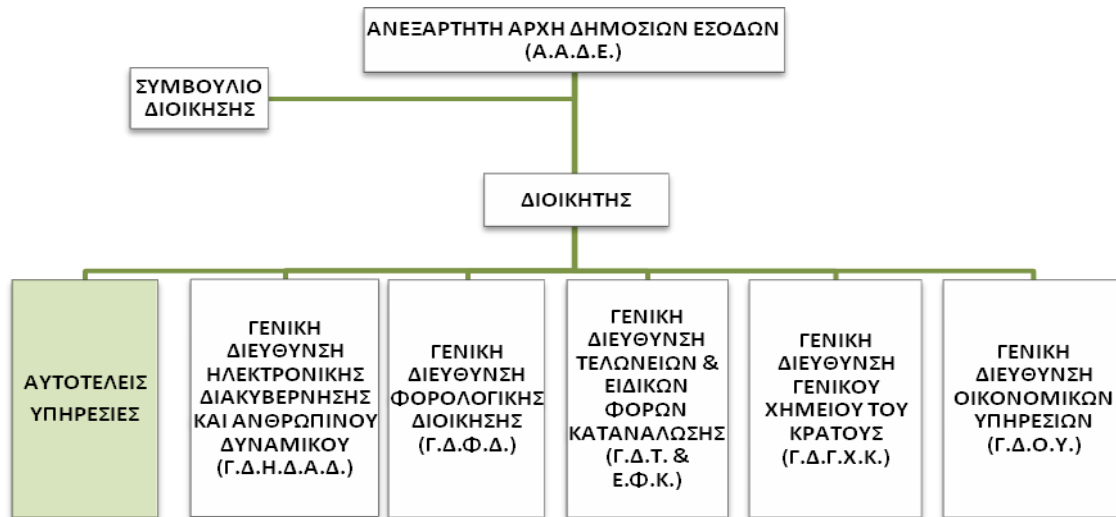 ΑΝΕΞΑΡΤΗΤΗ ΑΡΧΗ ΔΗΜΟΣΙΩΝ ΕΣΟΔΩΝ
(Α.Α.Δ.Ε.)
ΣΥΜΒΟΥΛΙΟ
ΔΙΟΙΚΗΣΗΣ
ΔΙΟΙΚΗΤΗΣ
ΑΥΤΟΤΕΛΕΙΣ
ΥΠΗΡΕΣΙΕΣ
ΓΕΝΙΚΗ
ΔΙΕΥΘΥΝΣΗ
ΗΛΕΚΤΡΟΝΙΚΗΣ
ΔΙΑΚΥΒΕΡΝΗΣΗΣ
ΚΑΙ ΑΝΘΡΩΠΙΝΟΥ
ΔΥΝΑΜΙΚΟΥ
(Γ.Δ.Η.Δ.Α.Δ.)
ΓΕΝΙΚΗ
ΔΙΕΥΘΥΝΣΗ
ΦΟΡΟΛΟΓΙΚΗΣ
ΔΙΟΙΚΗΣΗΣ
(Γ.Δ.Φ.Δ.)
ΓΕΝΙΚΗ
ΔΙΕΥΘΥΝΣΗ
ΤΕΛΩΝΕΙΩΝ &
ΕΙΔΙΚΩΝ
ΦΟΡΩΝ
ΚΑΤΑΝΑΛΩΣΗΣ
(Γ.Δ.Τ. &
Ε.Φ.Κ.)
ΓΕΝΙΚΗ
ΔΙΕΥΘΥΝΣΗ
ΓΕΝΙΚΟΥ
ΧΗΜΕΙΟΥ ΤΟΥ
ΚΡΑΤΟΥΣ
(Γ.Δ.Γ.Χ.Κ.)
ΓΕΝΙΚΗ
ΔΙΕΥΘΥΝΣΗ
ΟΙΚΟΝΟΜΙΚΩΝ
ΥΠΗΡΕΣΙΩΝ
(Γ.Δ.Ο.Υ.)